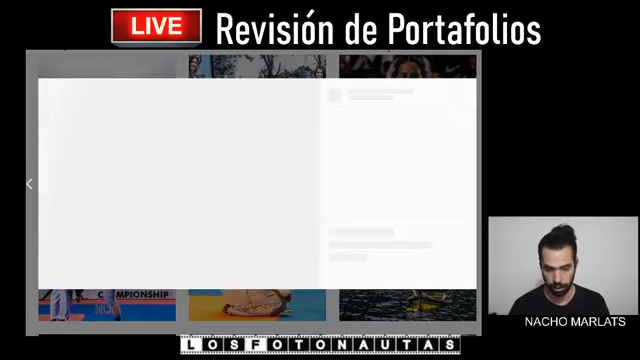 LIVE
Revisión de Portafolios
CHAMPIONSHIP
NACHO MARLATS
LOSFOTONAUTAS